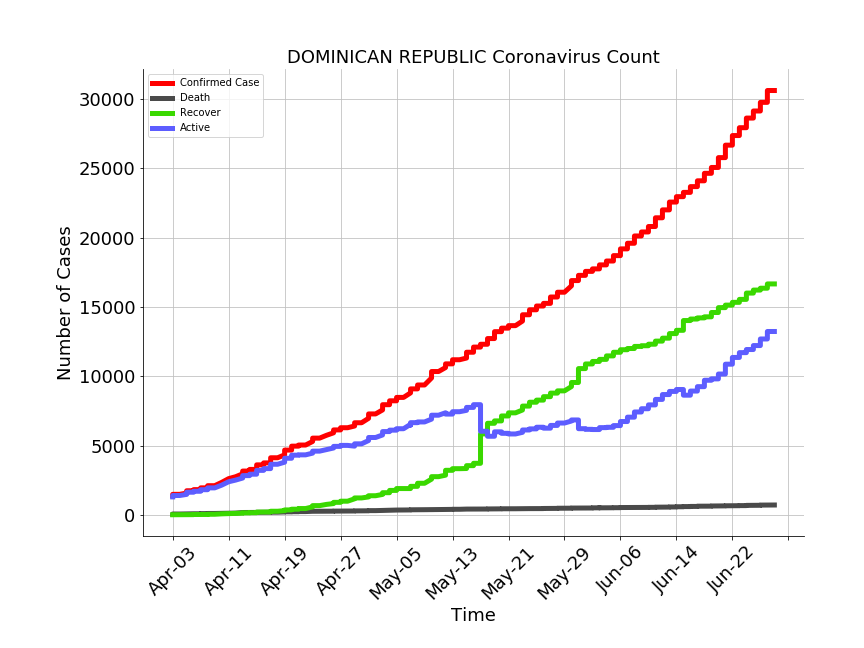 DOMINICAN REPUBLIC Coronavirus Count
Confirmed Case
Death
Recover
Active
30000
25000
20000
15000
10000
5000
0
Number of Cases
Apr-03
Apr-11
Apr-19
Apr-27
May-05
May-13
May-21
May-29
Jun-06
Jun-14
Jun-22
Time